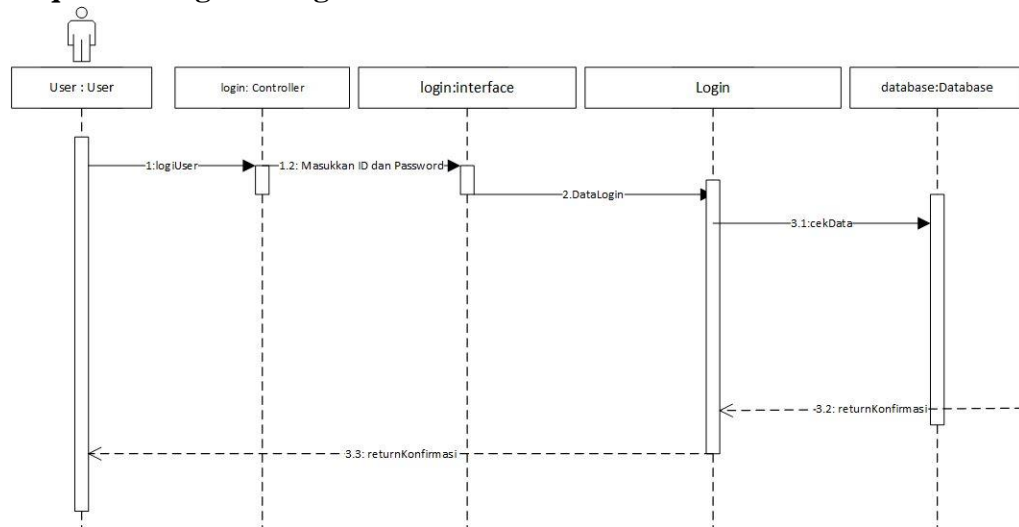 User : User
login: Controller
login:interface
Login
database:Database
1:logiUser
1.2: Masukkan ID dan Password
2.DataLogin
3.1:cekData
3.2: returnKonfirmasi
3.3: returnKonfirmasi